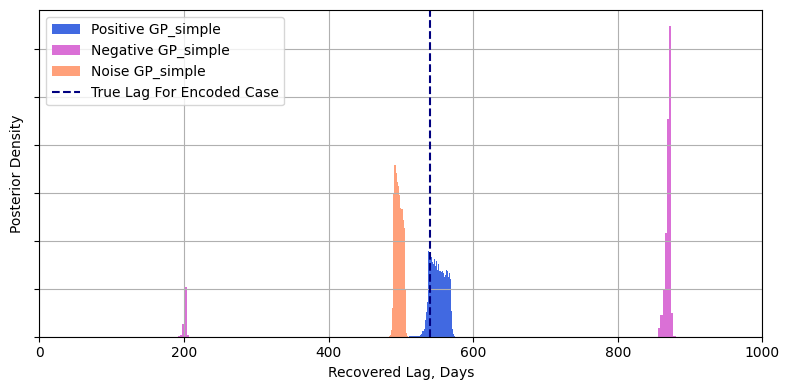 Positive GP_simple
Negative GP_simple
Noise GP_simple
True Lag For Encoded Case
Posterior Density
0 200 400 600 800 1000
Recovered Lag, Days